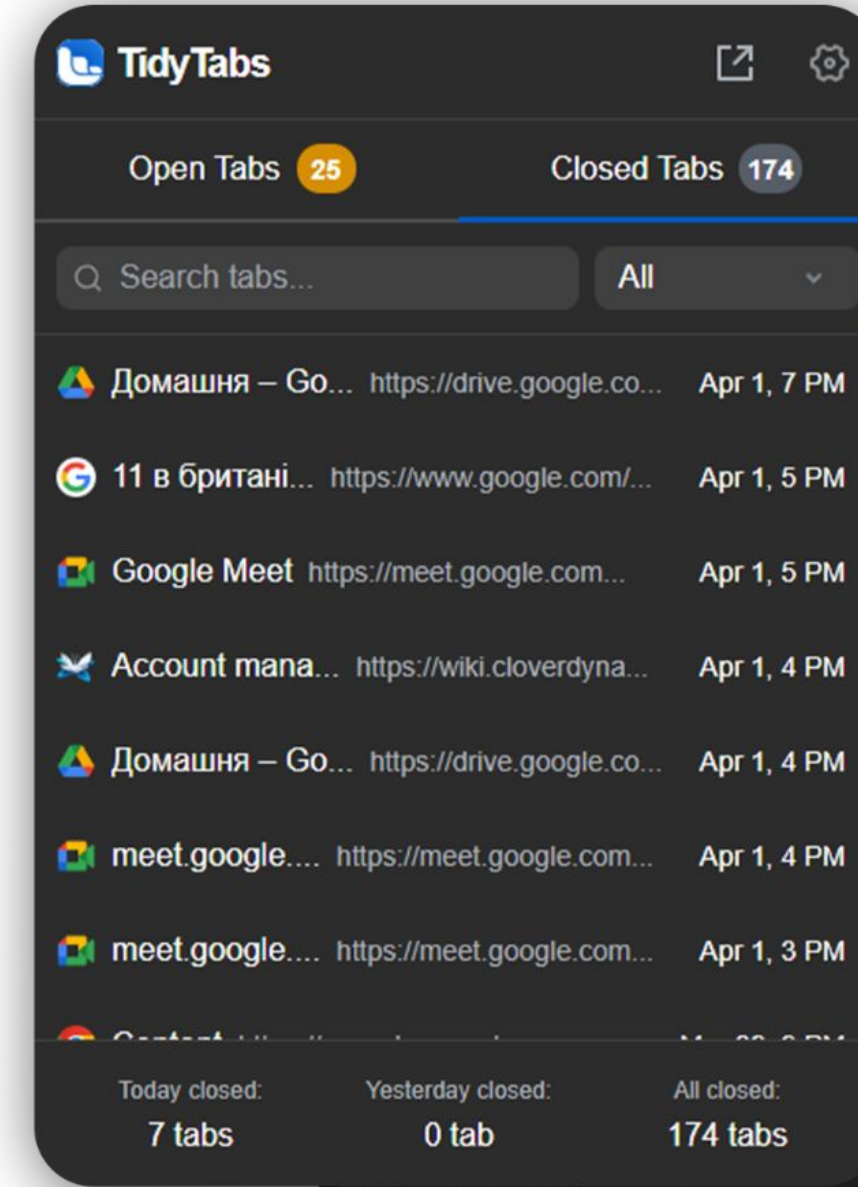 TidyTabs
Open Tabs 25 Closed Tabs 174
Search tabs... All
Домашня – Go... https://drive.google.co... Apr 1, 7 PM
11 в британі... https://www.google.com/... Apr 1, 5 PM
Google Meet https://meet.google.com... Apr 1, 5 PM
Account mana... https://wiki.cloverdyna... Apr 1, 4 PM
Домашня – Go... https://drive.google.co... Apr 1, 4 PM
meet.google.... https://meet.google.com... Apr 1, 4 PM
meet.google.... https://meet.google.com... Apr 1, 3 PM
Today closed: Yesterday closed: All closed:
7 tabs 0 tab 174 tabs